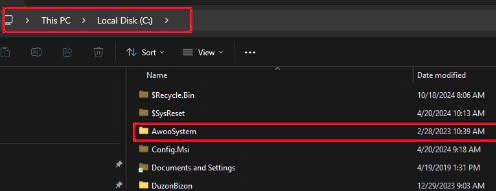 This PC > Local Disk (C:) >
Sort View ...
Name Date modified
$Recycle.Bin 10/18/2024 8:06 AM
$SysReset 4/20/2024 10:13 AM
AwooSystem 2/28/2023 10:39 AM
Config.Msi 4/20/2024 9:18 AM
Documents and Settings 4/19/2019 1:31 PM
DuzonBizon 12/29/2023 9:03 AM